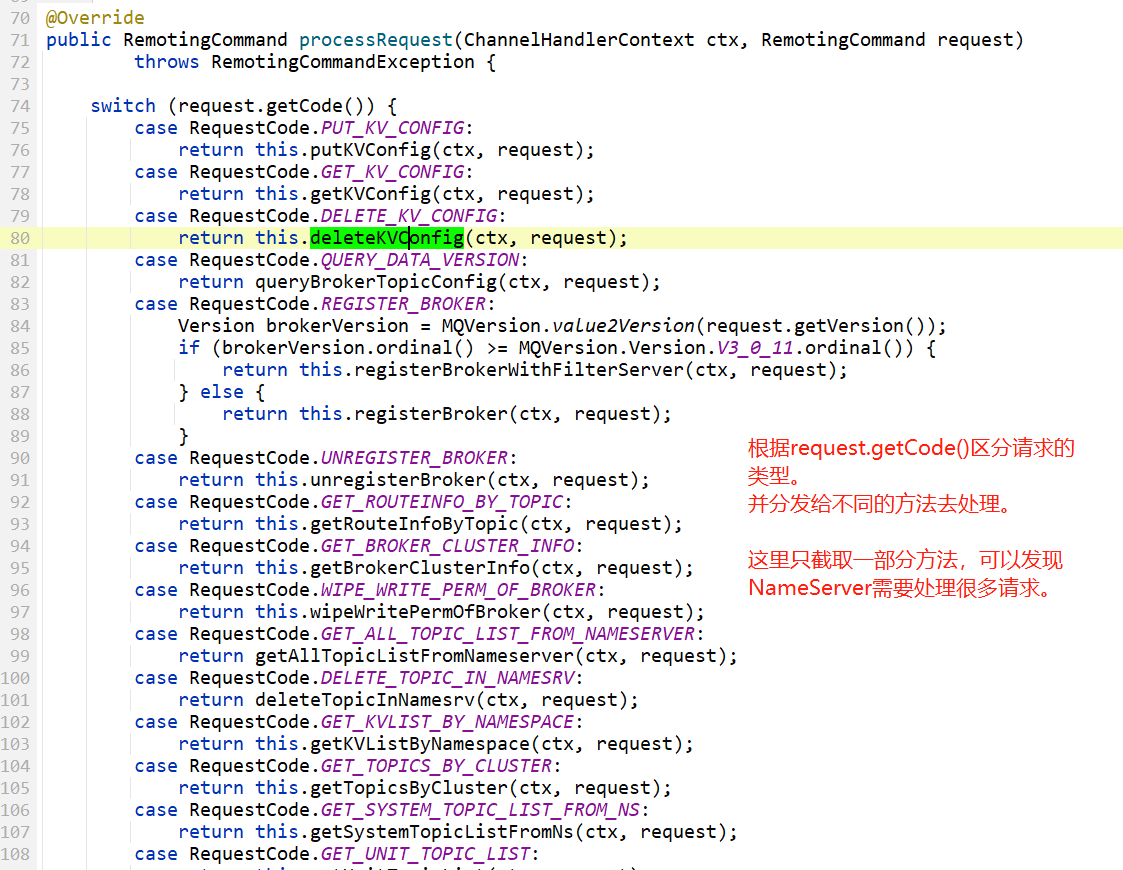 70 @Override
71 public RemotingCommand processRequest(ChannelHandlerContext ctx, RemotingCommand request)
72 throws RemotingCommandException {
73
74 switch (request.getCode()) {
75 case RequestCode.PUT_KV_CONFIG:
76 return this.putKVConfig(ctx, request);
77 case RequestCode.GET_KV_CONFIG:
78 return this.getKVConfig(ctx, request);
79 case RequestCode.DELETE_KV_CONFIG:
80 return this.deleteKVConfig(ctx, request);
81 case RequestCode.QUERY_DATA_VERSION:
82 return queryBrokerTopicConfig(ctx, request);
83 case RequestCode.REGISTER_BROKER:
84 Version brokerVersion = MQVersion.value2Version(request.getVersion());
85 if (brokerVersion.ordinal() >= MQVersion.Version.V3_0_11.ordinal()) {
86 return this.registerBrokerWithFilterServer(ctx, request);
87 } else {
88 return this.registerBroker(ctx, request);
89 }
90 case RequestCode.UNREGISTER_BROKER:
91 return this.unregisterBroker(ctx, request);
92 case RequestCode.GET_ROUTEINFO_BY_TOPIC:
93 return this.getRouteInfoByTopic(ctx, request);
94 case RequestCode.GET_BROKER_CLUSTER_INFO:
95 return this.getBrokerClusterInfo(ctx, request);
96 case RequestCode.WIPE_WRITE_PERM_OF_BROKER:
97 return this.wipeWritePermOfBroker(ctx, request);
98 case RequestCode.GET_ALL_TOPIC_LIST_FROM_NAMESERVER:
99 return getAllTopicListFromNameserver(ctx, request);
100 case RequestCode.DELETE_TOPIC_IN_NAMESRV:
101 return deleteTopicInNamesrv(ctx, request);
102 case RequestCode.GET_KVLIST_BY_NAMESPACE:
103 return this.getKVListByNamespace(ctx, request);
104 case RequestCode.GET_TOPICS_BY_CLUSTER:
105 return this.getTopicsByCluster(ctx, request);
106 case RequestCode.GET_SYSTEM_TOPIC_LIST_FROM_NS:
107 return this.getSystemTopicListFromNs(ctx, request);
108 case RequestCode.GET_UNIT_TOPIC_LIST:
根据request.getCode()区分请求的
类型。
并分发给不同的方法去处理。
这里只截取一部分方法，可以发现
NameServer需要处理很多请求。